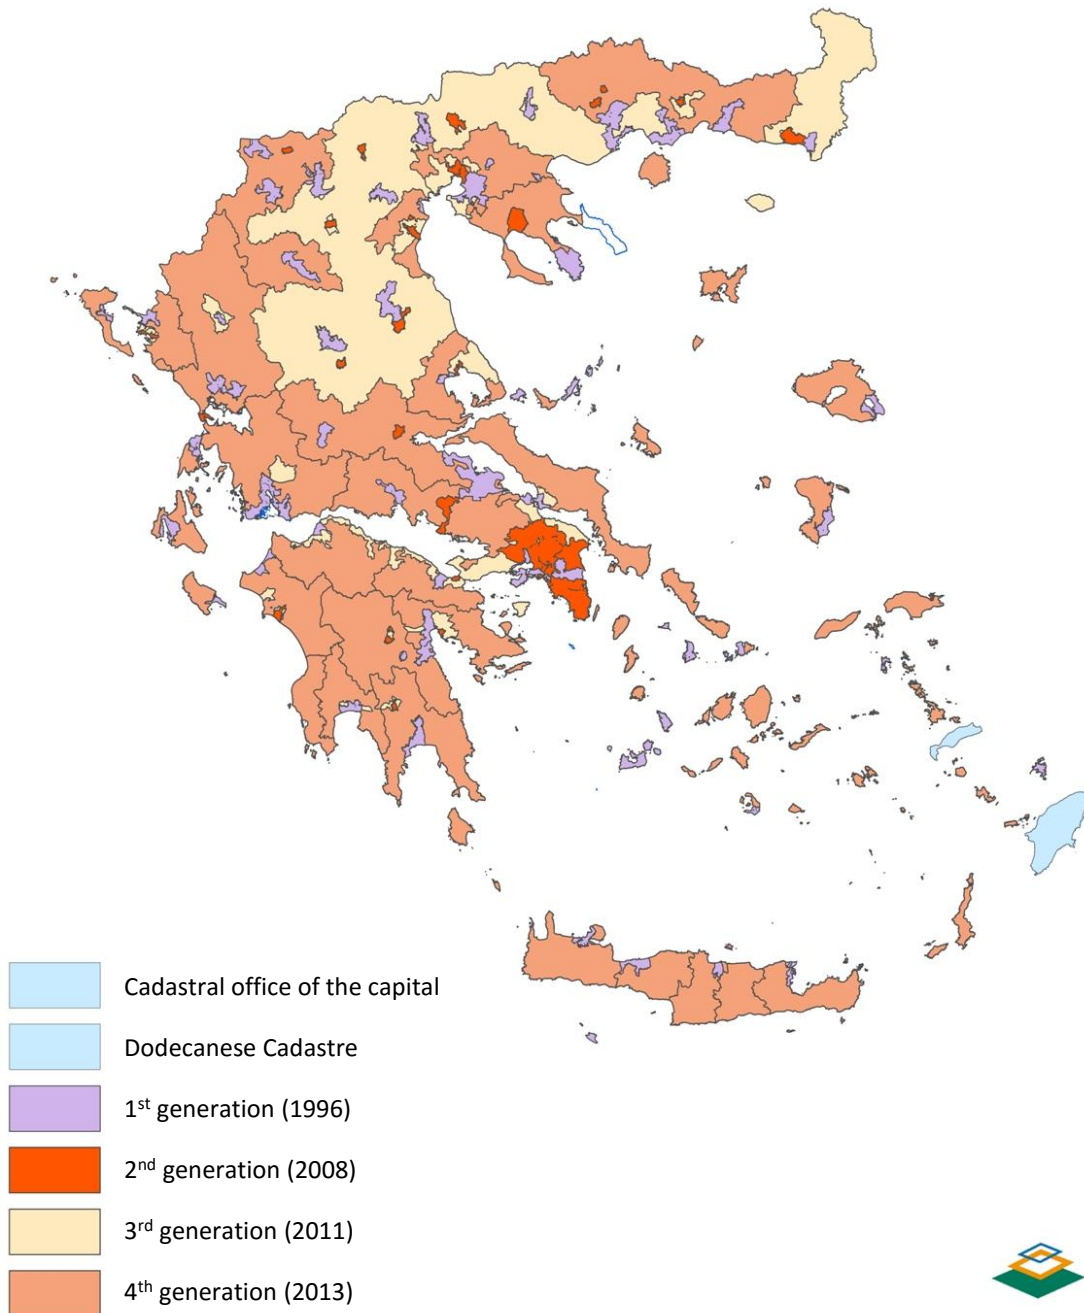 Cadastral office of the capital
Dodecanese Cadastre
1st generation (1996)
2nd generation (2008)
3rd generation (2011)
4th generation (2013)